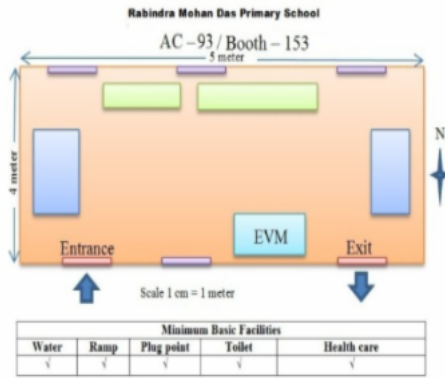 Rabindra Mohan Das Primary School
AC – 93 / Booth – 153
5 meter
4 meter
N
EVM
Entrance
Exit
Scale 1 cm = 1 meter
Minimum Basic Facilities
Water Ramp Plug point Toilet Health care
√ √ √ √ √